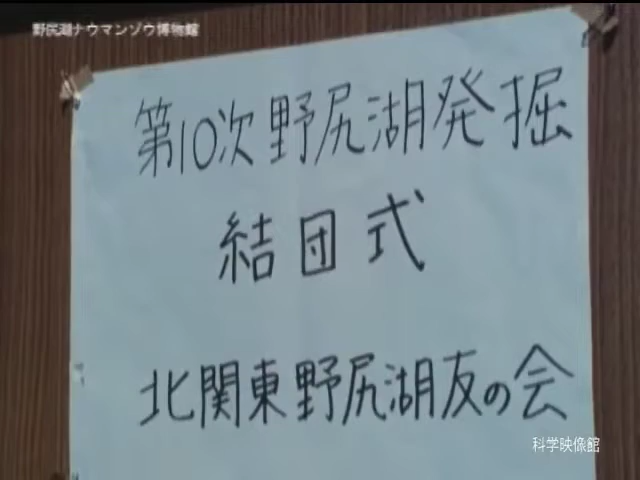 野尻湖ナウマンゾウ博物館
第10次野尻湖発掘
結団式
北関東野尻湖友の会
科学映像館